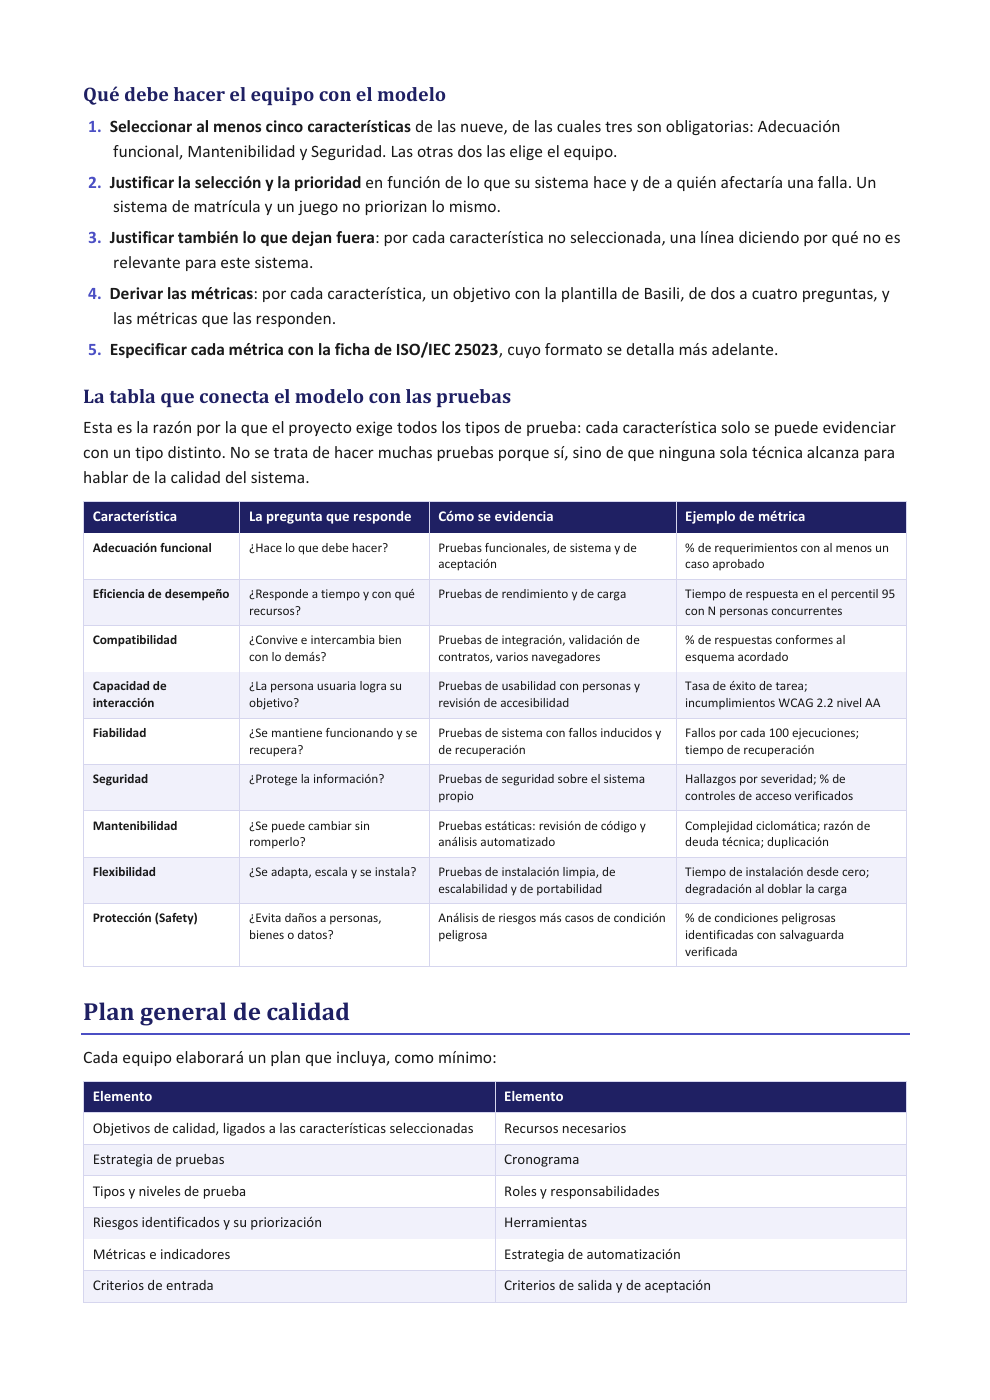 Qué debe hacer el equipo con el modelo
1. Seleccionar al menos cinco características de las nueve, de las cuales tres son obligatorias: Adecuación
funcional, Mantenibilidad y Seguridad. Las otras dos las elige el equipo.
2. Justificar la selección y la prioridad en función de lo que su sistema hace y de a quién afectaría una falla. Un
sistema de matrícula y un juego no priorizan lo mismo.
3. Justificar también lo que dejan fuera: por cada característica no seleccionada, una línea diciendo por qué no es
relevante para este sistema.
4. Derivar las métricas: por cada característica, un objetivo con la plantilla de Basili, de dos a cuatro preguntas, y
las métricas que las responden.
5. Especificar cada métrica con la ficha de ISO/IEC 25023, cuyo formato se detalla más adelante.
La tabla que conecta el modelo con las pruebas
Esta es la razón por la que el proyecto exige todos los tipos de prueba: cada característica solo se puede evidenciar
con un tipo distinto. No se trata de hacer muchas pruebas porque sí, sino de que ninguna sola técnica alcanza para
hablar de la calidad del sistema.
Característica La pregunta que responde Cómo se evidencia Ejemplo de métrica
Adecuación funcional ¿Hace lo que debe hacer? Pruebas funcionales, de sistema y de % de requerimientos con al menos un
aceptación caso aprobado
Eficiencia de desempeño ¿Responde a tiempo y con qué Pruebas de rendimiento y de carga Tiempo de respuesta en el percentil 95
recursos? con N personas concurrentes
Compatibilidad ¿Convive e intercambia bien Pruebas de integración, validación de % de respuestas conformes al
con lo demás? contratos, varios navegadores esquema acordado
Capacidad de ¿La persona usuaria logra su Pruebas de usabilidad con personas y Tasa de éxito de tarea;
interacción objetivo? revisión de accesibilidad incumplimientos WCAG 2.2 nivel AA
Fiabilidad ¿Se mantiene funcionando y se Pruebas de sistema con fallos inducidos y Fallos por cada 100 ejecuciones;
recupera? de recuperación tiempo de recuperación
Seguridad ¿Protege la información? Pruebas de seguridad sobre el sistema Hallazgos por severidad; % de
propio controles de acceso verificados
Mantenibilidad ¿Se puede cambiar sin Pruebas estáticas: revisión de código y Complejidad ciclomática; razón de
romperlo? análisis automatizado deuda técnica; duplicación
Flexibilidad ¿Se adapta, escala y se instala? Pruebas de instalación limpia, de Tiempo de instalación desde cero;
escalabilidad y de portabilidad degradación al doblar la carga
Protección (Safety) ¿Evita daños a personas, Análisis de riesgos más casos de condición % de condiciones peligrosas
bienes o datos? peligrosa identificadas con salvaguarda
verificada
Plan general de calidad
Cada equipo elaborará un plan que incluya, como mínimo:
Elemento Elemento
Objetivos de calidad, ligados a las características seleccionadas Recursos necesarios
Estrategia de pruebas Cronograma
Tipos y niveles de prueba Roles y responsabilidades
Riesgos identificados y su priorización Herramientas
Métricas e indicadores Estrategia de automatización
Criterios de entrada Criterios de salida y de aceptación